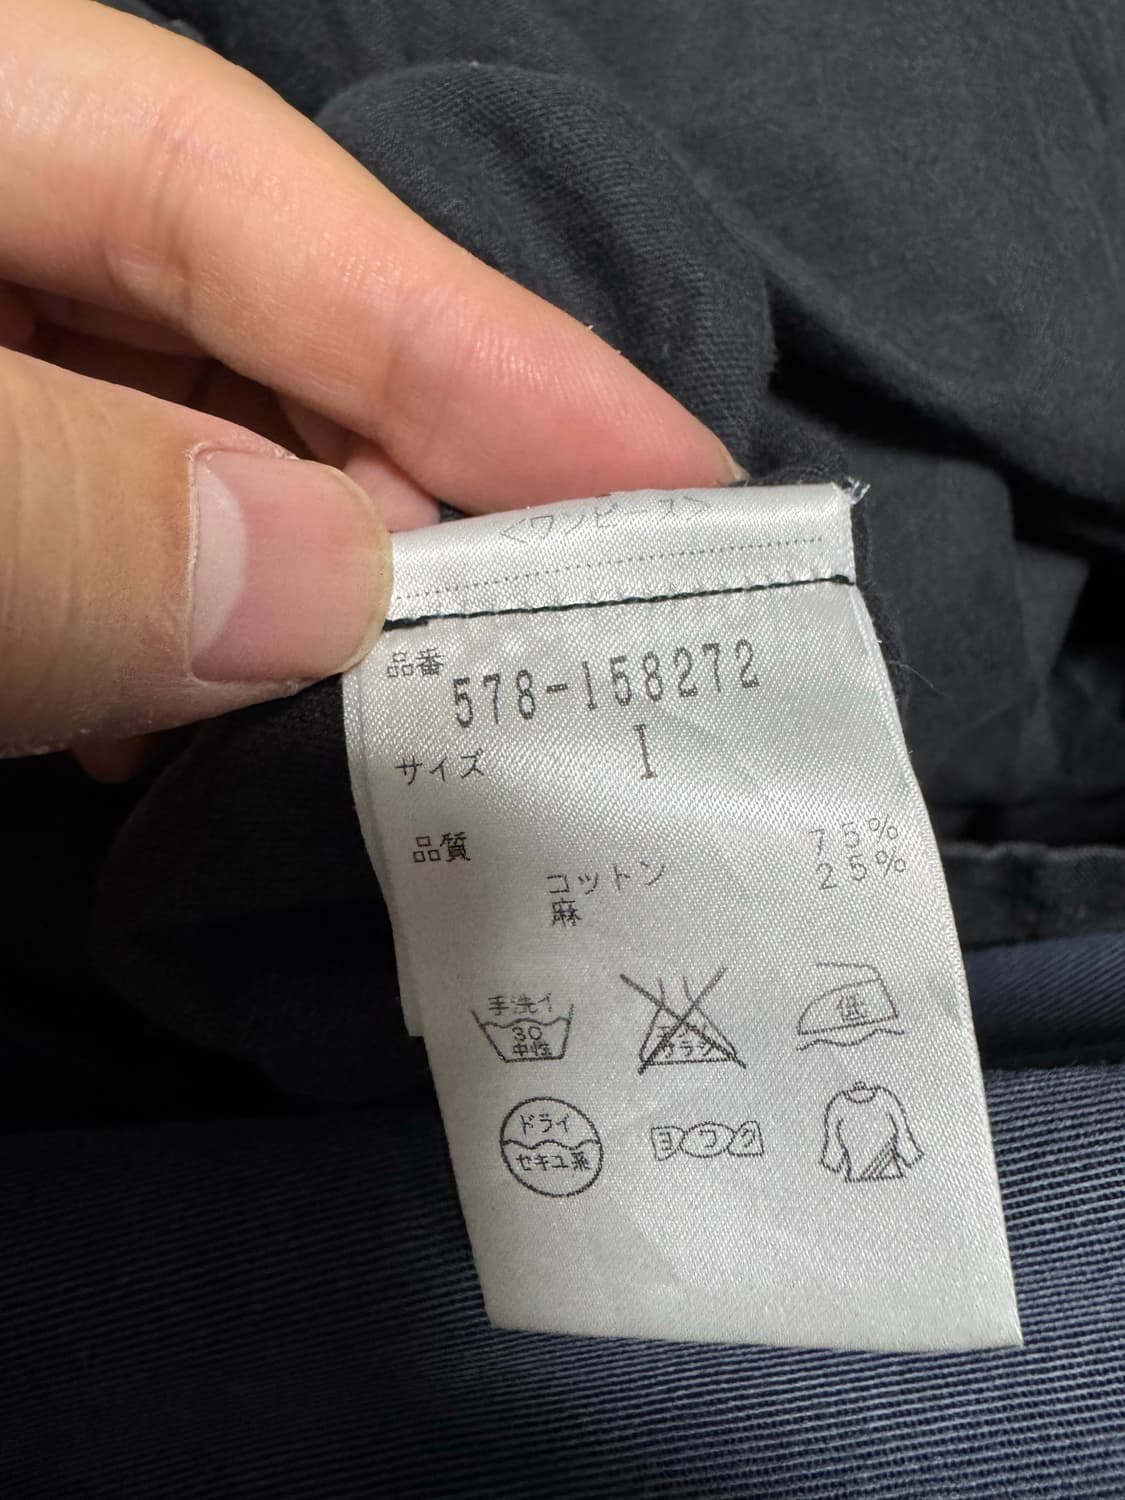 <ワンピース>
品番
578-158272
サイズ 1
品質
コットン 75%
麻 25%
手洗イ
30
中性
低
ドライ
セキユ系
ヨワク